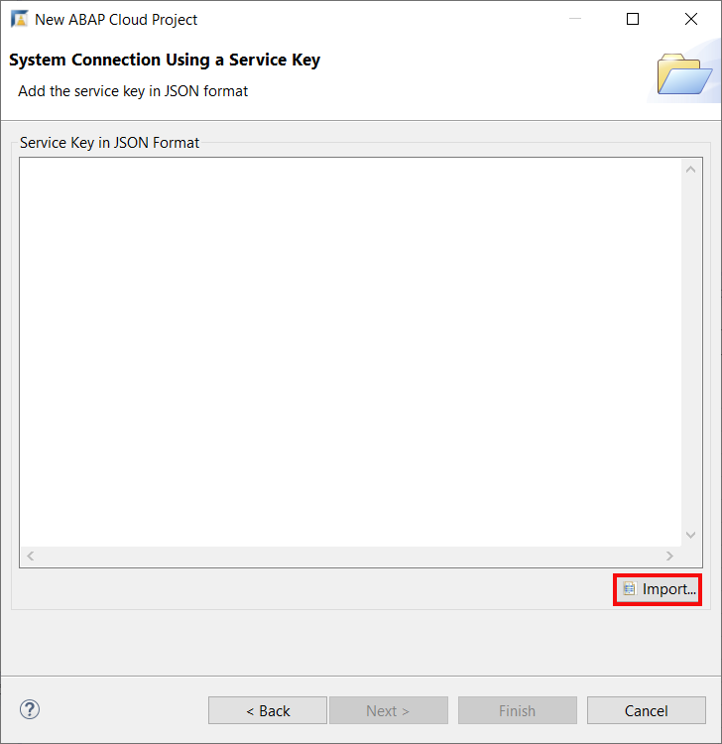 New ABAP Cloud Project
System Connection Using a Service Key
Add the service key in JSON format
Service Key in JSON Format
Import...
?
< Back
Next >
Finish
Cancel